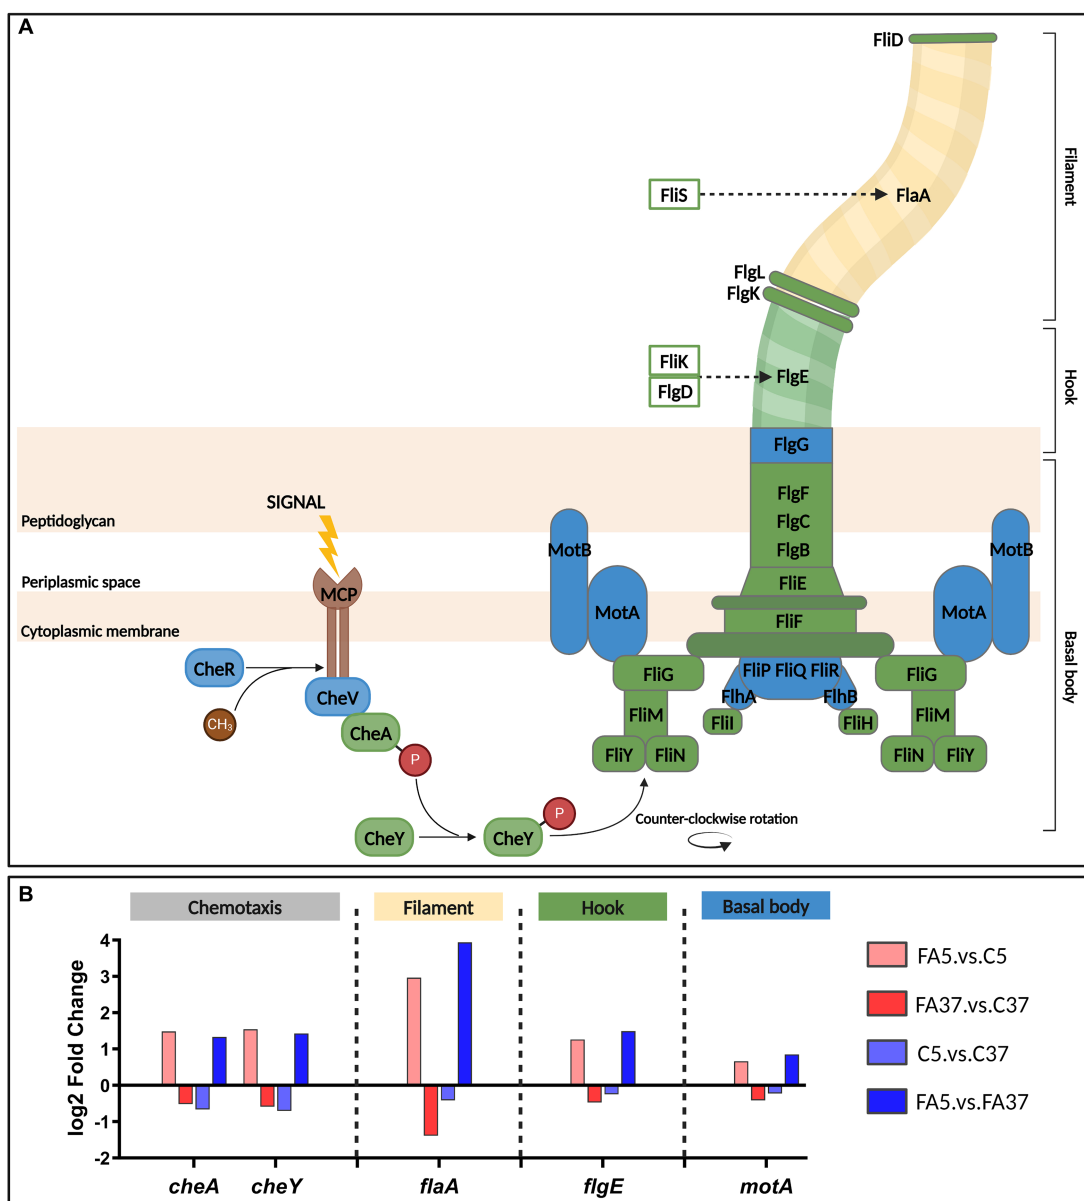 A
FliD
Filament
FliS
FlaA
FlgL
FlgK
FliK
FlgD
FlgE
Hook
FlgG
FlgF
FlgC
FlgB
SIGNAL
Peptidoglycan
MotB
MotB
Periplasmic space
FliE
MCP
MotA
MotA
FliF
Cytoplasmic membrane
Basal body
CheR
FliG
FliP FliQ FliR
FliG
CheV
FlhA
FlhB
CH3
FliM
FliI
FliH
FliM
CheA
P
FliY
FliN
FliN
FliY
P
CheY
CheY
Counter-clockwise rotation
B
Chemotaxis
Filament
Hook
Basal body
log2 Fold Change
4
3
2
1
0
-1
-2
cheA
cheY
flaA
flgE
motA
FA5.vs.C5
FA37.vs.C37
C5.vs.C37
FA5.vs.FA37